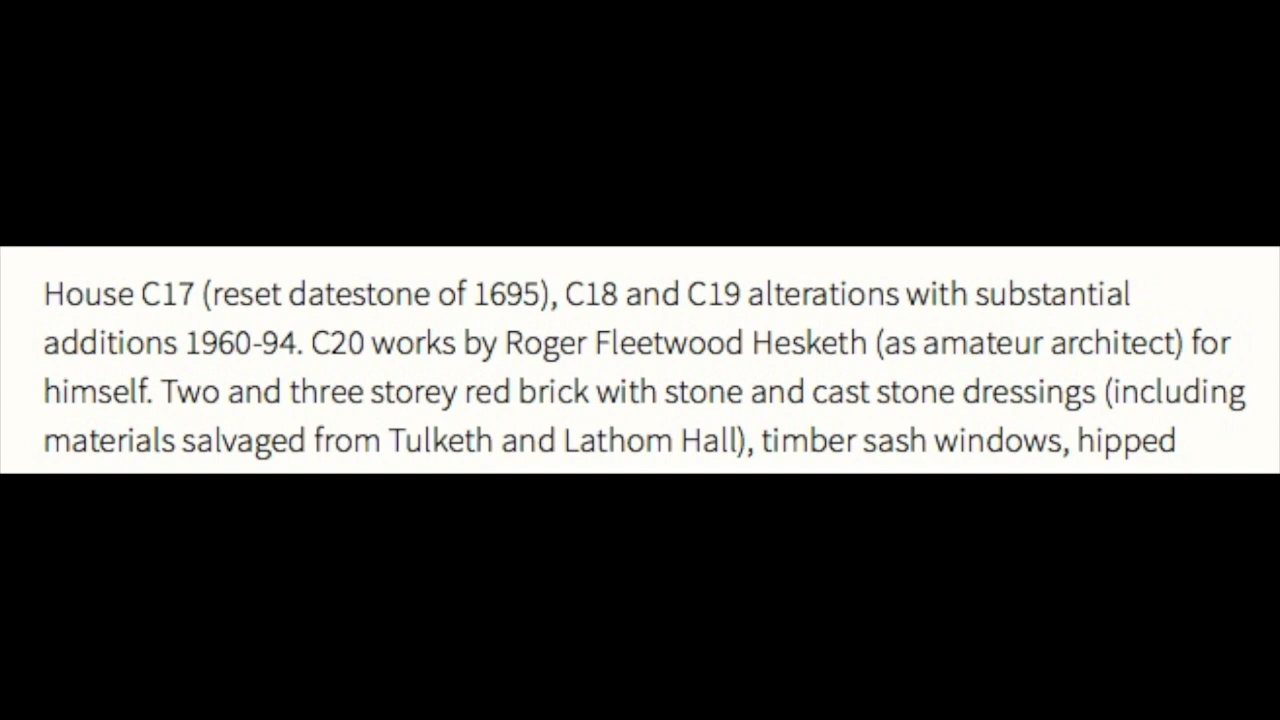 House C17 (reset datestone of 1695), C18 and C19 alterations with substantial
additions 1960-94. C20 works by Roger Fleetwood Hesketh (as amateur architect) for
himself. Two and three storey red brick with stone and cast stone dressings (including
materials salvaged from Tulketh and Lathom Hall), timber sash windows, hipped